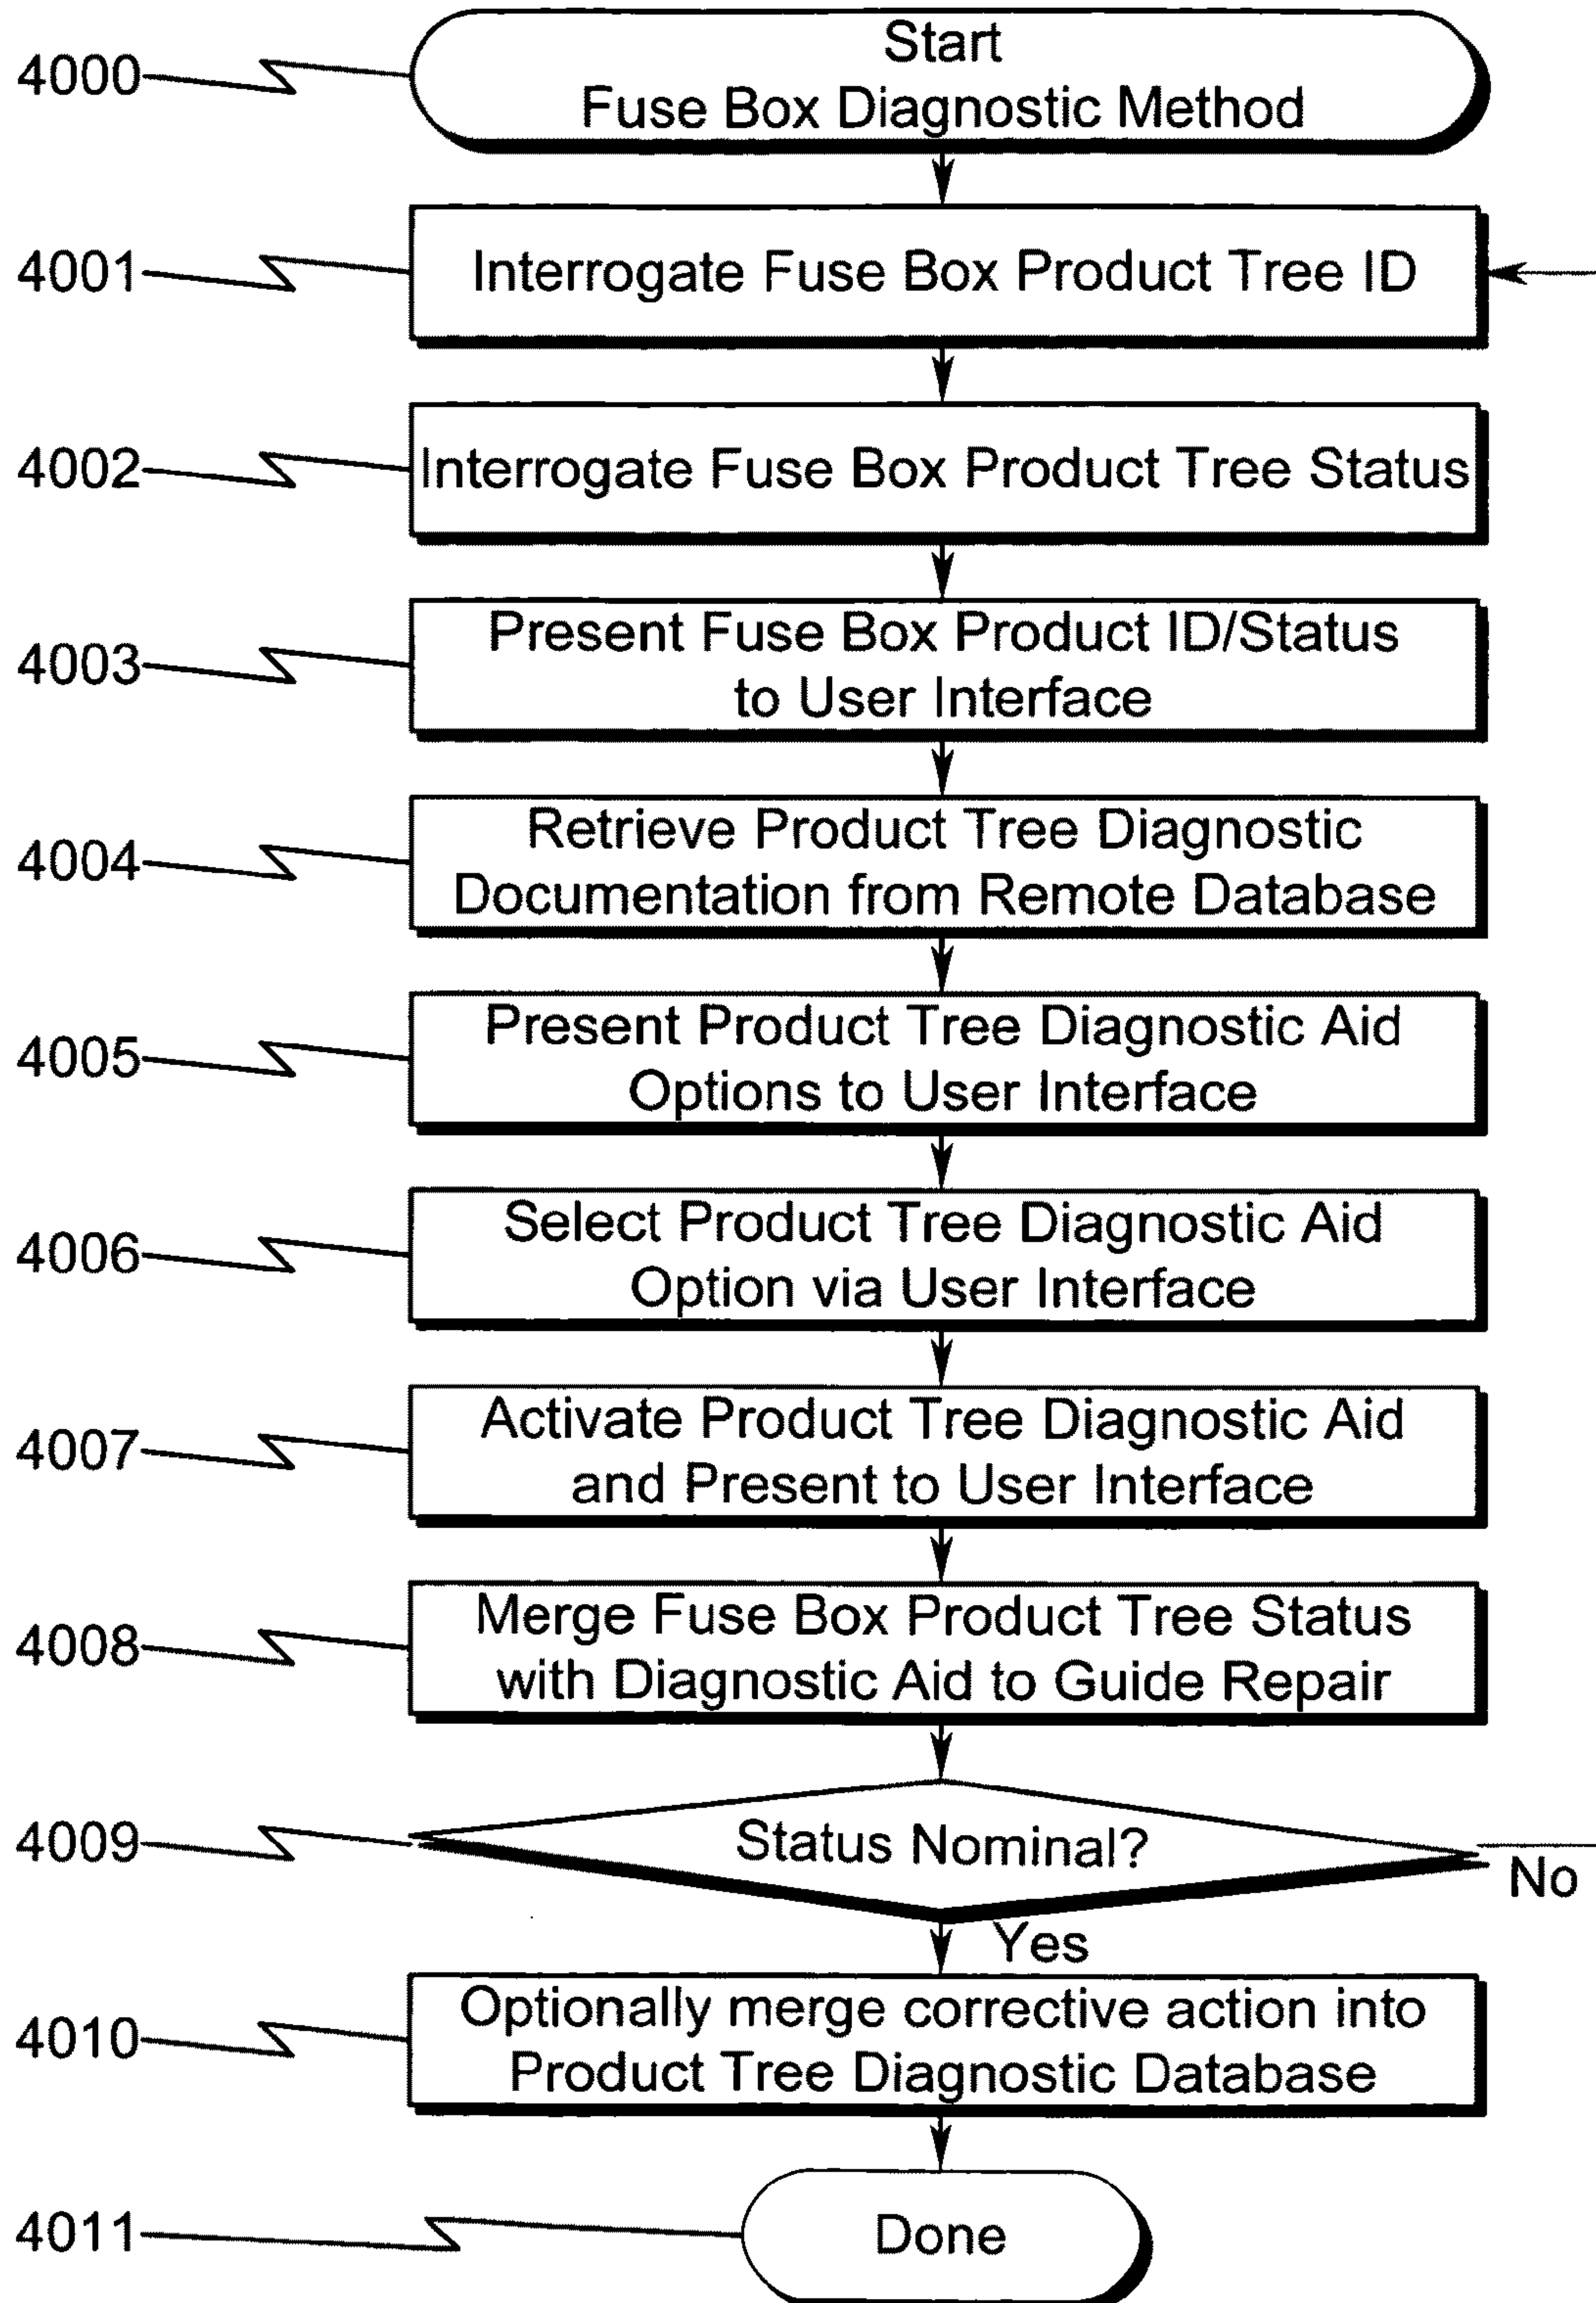 4000
Start
Fuse Box Diagnostic Method
4001
Interrogate Fuse Box Product Tree ID
4002
Interrogate Fuse Box Product Tree Status
4003
Present Fuse Box Product ID/Status
to User Interface
4004
Retrieve Product Tree Diagnostic
Documentation from Remote Database
4005
Present Product Tree Diagnostic Aid
Options to User Interface
4006
Select Product Tree Diagnostic Aid
Option via User Interface
4007
Activate Product Tree Diagnostic Aid
and Present to User Interface
4008
Merge Fuse Box Product Tree Status
with Diagnostic Aid to Guide Repair
4009
Status Nominal?
No
Yes
4010
Optionally merge corrective action into
Product Tree Diagnostic Database
4011
Done